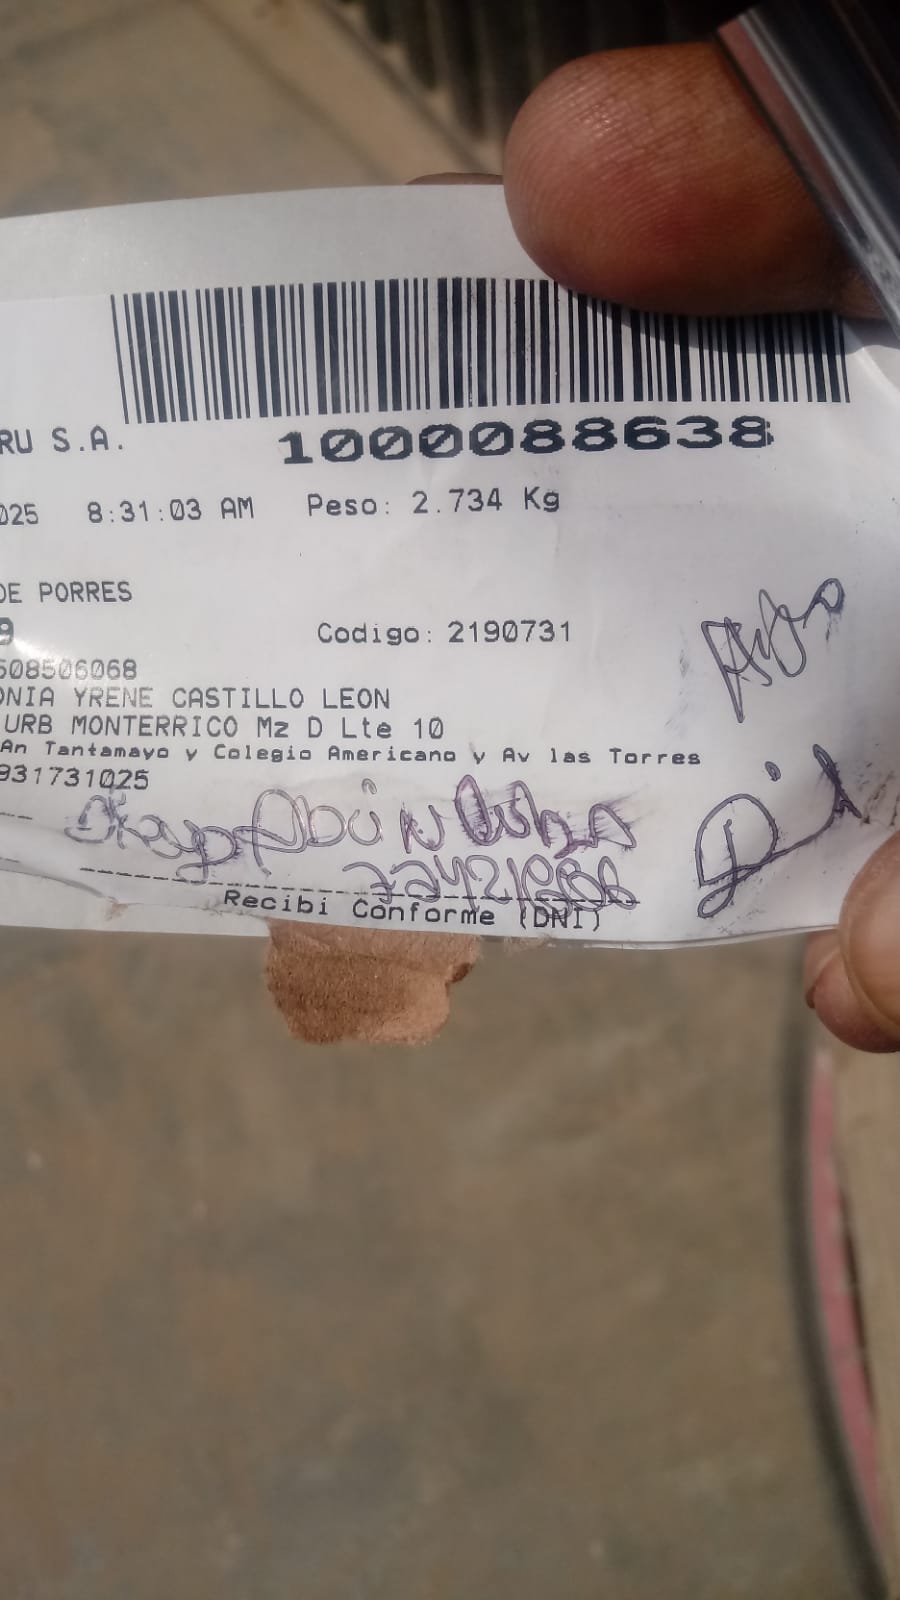 RU S.A. 1000088638
025 8:31:03 AM Peso: 2.734 Kg
DE PORRES
9 Codigo: 2190731
508506068
ONIA YRENE CASTILLO LEON
URB MONTERRICO Mz D Lte 10
An Tantamayo y Colegio Americano y Av las Torres
931731025
Recibi Conforme (DNI)